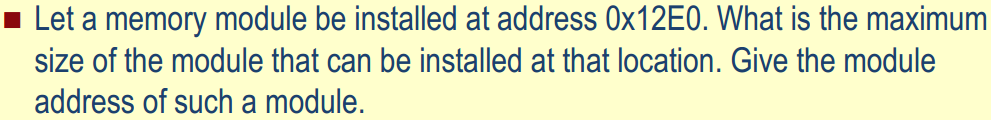 ■ Let a memory module be installed at address 0x12E0. What is the maximum
size of the module that can be installed at that location. Give the module
address of such a module.